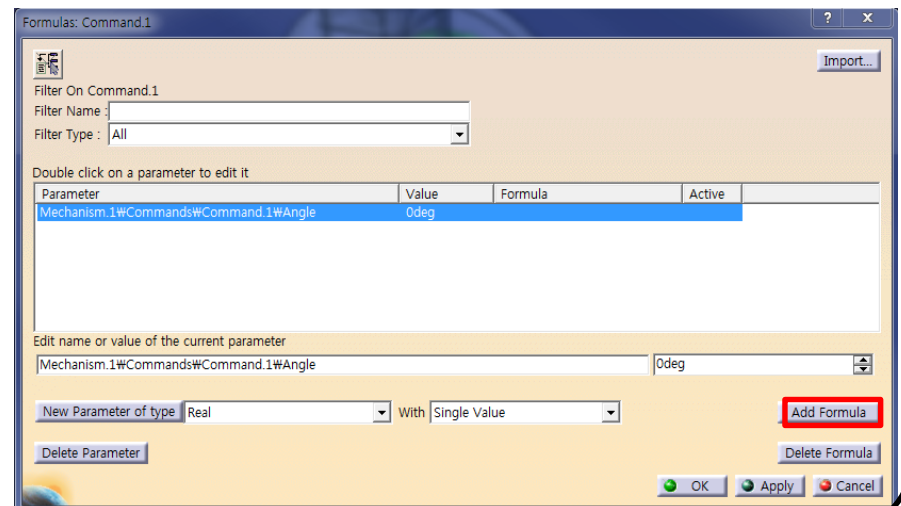 Formulas: Command.1
? X
Import...
Filter On Command.1
Filter Name :
Filter Type : All
Double click on a parameter to edit it
Parameter Value Formula Active
Mechanism.1₩Commands₩Command.1₩Angle 0deg
Edit name or value of the current parameter
Mechanism.1₩Commands₩Command.1₩Angle 0deg
New Parameter of type Real With Single Value Add Formula
Delete Parameter Delete Formula
OK Apply Cancel